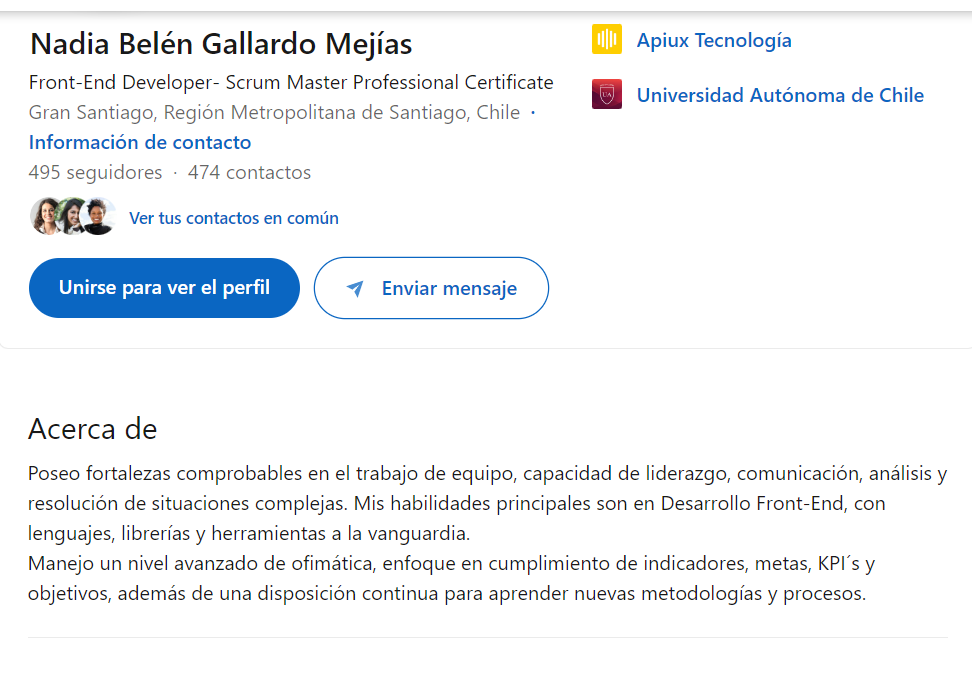 Nadia Belén Gallardo Mejías
Front-End Developer- Scrum Master Professional Certificate
Gran Santiago, Región Metropolitana de Santiago, Chile ·
Información de contacto
495 seguidores · 474 contactos
Ver tus contactos en común
Unirse para ver el perfil
Enviar mensaje
Apiux Tecnología
UA
Universidad Autónoma de Chile
Acerca de
Poseo fortalezas comprobables en el trabajo de equipo, capacidad de liderazgo, comunicación, análisis y
resolución de situaciones complejas. Mis habilidades principales son en Desarrollo Front-End, con
lenguajes, librerías y herramientas a la vanguardia.
Manejo un nivel avanzado de ofimática, enfoque en cumplimiento de indicadores, metas, KPI´s y
objetivos, además de una disposición continua para aprender nuevas metodologías y procesos.